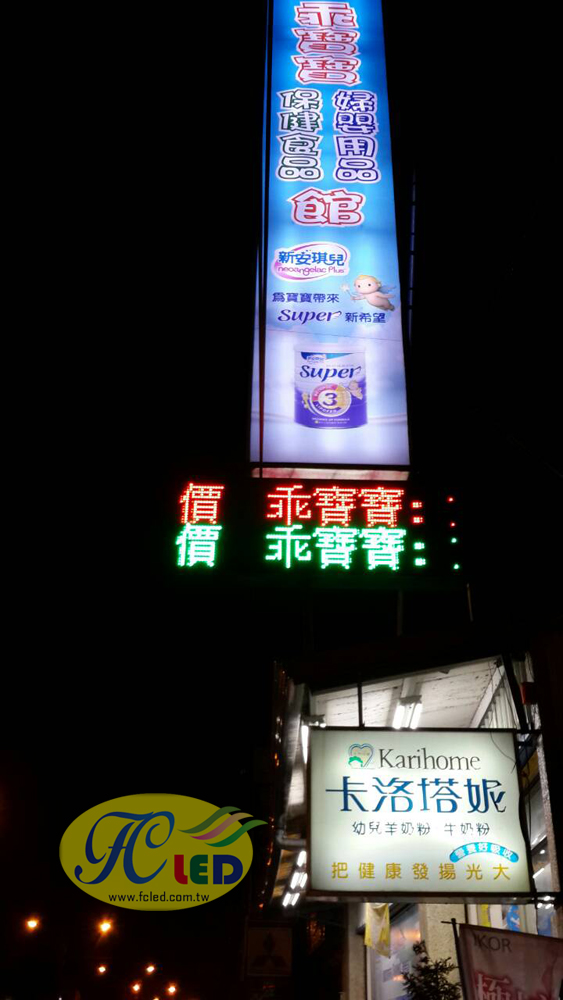 乖寶寶
保健食品
婦嬰用品
館
新安琪兒
neoangelac Plus
為寶寶帶來
Super 新希望
Super
3
價 乖寶寶::
價 乖寶寶::
Karihome
卡洛塔妮
幼兒羊奶粉 牛奶粉
把健康發揚光大
FC LED
www.fcled.com.tw
KOR